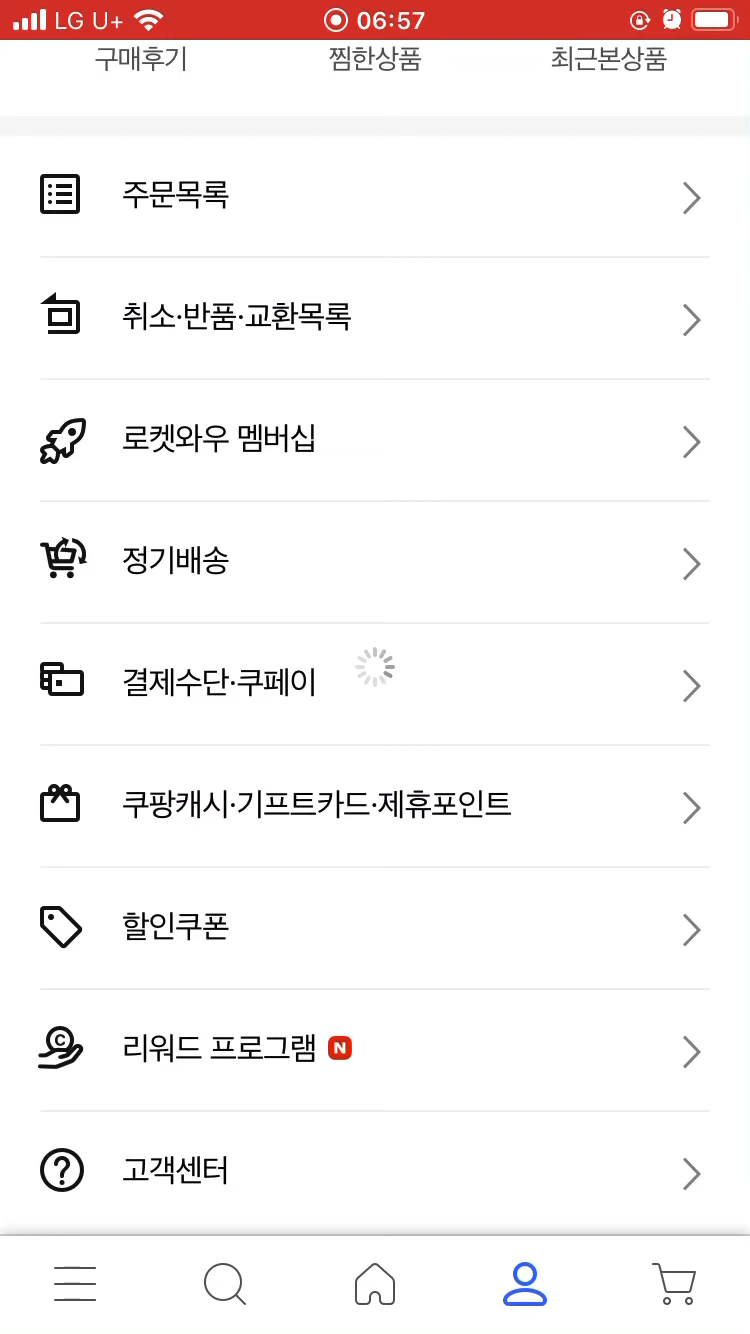 LG U+ 06:57
구매후기 찜한상품 최근본상품
주문목록
취소·반품·교환목록
로켓와우 멤버십
정기배송
결제수단·쿠페이
쿠팡캐시·기프트카드·제휴포인트
할인쿠폰
리워드 프로그램 N
고객센터